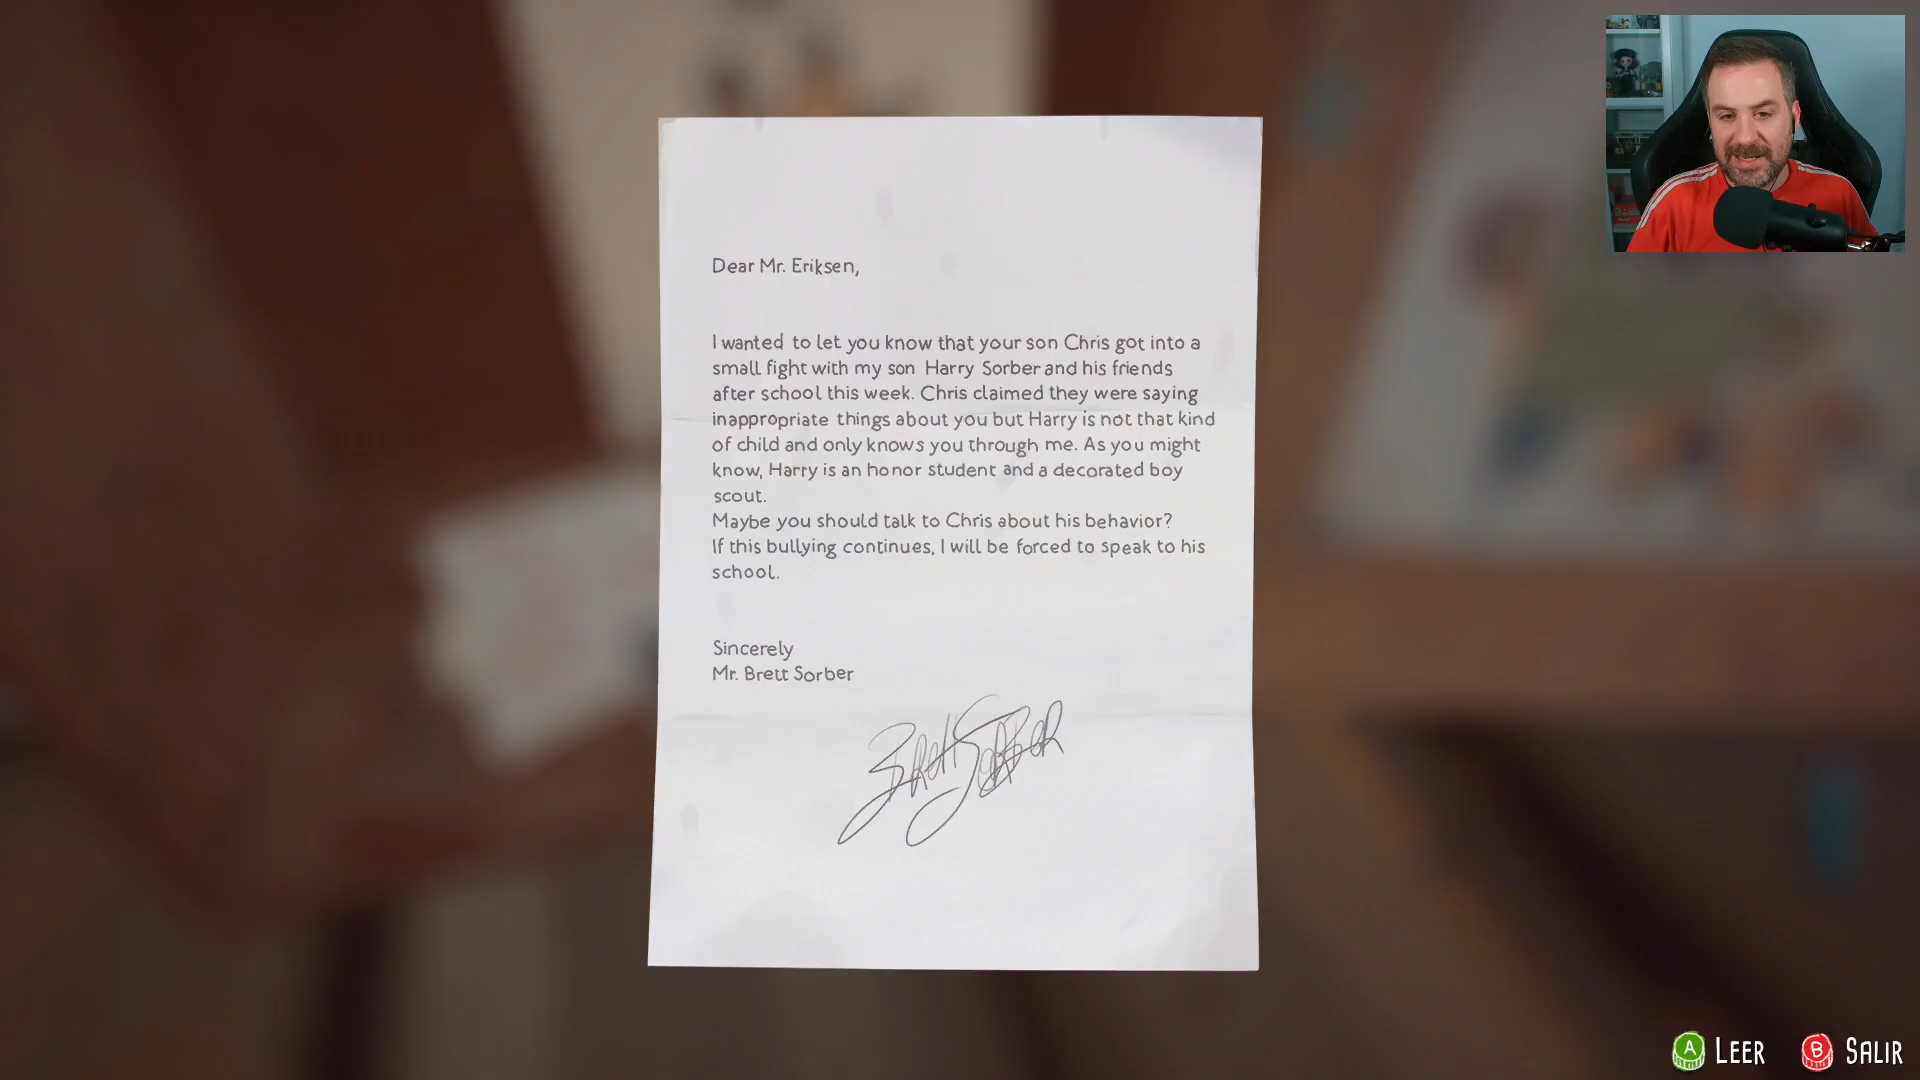 Dear Mr. Eriksen,
I wanted to let you know that your son Chris got into a
small fight with my son Harry Sorber and his friends
after school this week. Chris claimed they were saying
inappropriate things about you but Harry is not that kind
of child and only knows you through me. As you might
know, Harry is an honor student and a decorated boy
scout.
Maybe you should talk to Chris about his behavior?
If this bullying continues, I will be forced to speak to his
school.
Sincerely
Mr. Brett Sorber
Brett Sorber
A LEER B SALIR